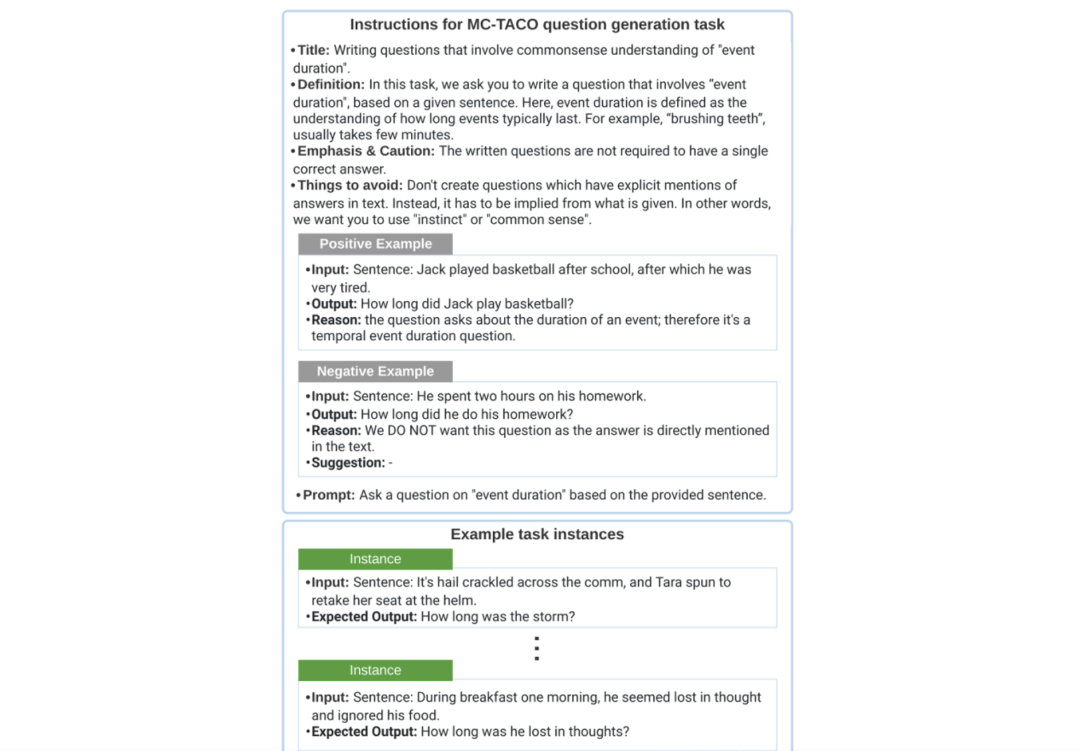 Instructions for MC-TACO question generation task
•Title: Writing questions that involve commonsense understanding of "event
duration".
•Definition: In this task, we ask you to write a question that involves “event
duration", based on a given sentence. Here, event duration is defined as the
understanding of how long events typically last. For example, “brushing teeth”,
usually takes few minutes.
•Emphasis & Caution: The written questions are not required to have a single
correct answer.
•Things to avoid: Don't create questions which have explicit mentions of
answers in text. Instead, it has to be implied from what is given. In other words,
we want you to use "instinct" or "common sense".
Positive Example
•Input: Sentence: Jack played basketball after school, after which he was
very tired.
•Output: How long did Jack play basketball?
•Reason: the question asks about the duration of an event; therefore it's a
temporal event duration question.
Negative Example
•Input: Sentence: He spent two hours on his homework.
•Output: How long did he do his homework?
•Reason: We DO NOT want this question as the answer is directly mentioned
in the text.
•Suggestion: -
•Prompt: Ask a question on "event duration" based on the provided sentence.
Example task instances
Instance
•Input: Sentence: It's hail crackled across the comm, and Tara spun to
retake her seat at the helm.
•Expected Output: How long was the storm?
Instance
•Input: Sentence: During breakfast one morning, he seemed lost in thought
and ignored his food.
•Expected Output: How long was he lost in thoughts?